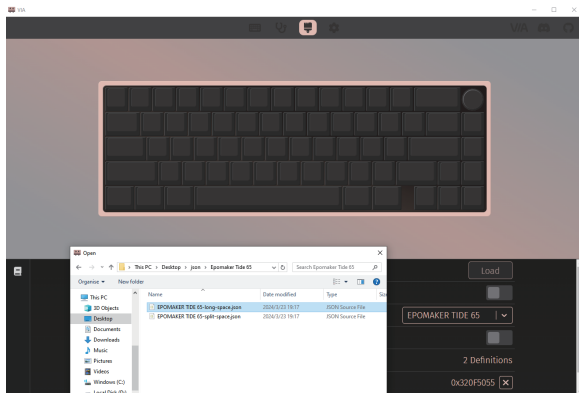 VIA
VIA
Open
This PC > Desktop > json > Epomaker Tide 65
Search Epomaker Tide 65
Organise
New folder
Name
Date modified
Type
Size
This PC
3D Objects
Desktop
Documents
Downloads
Music
Pictures
Videos
Windows (C:)
Local Disk (D:)
EPOMAKER TIDE 65-long-space.json
2024/3/23 19:17
JSON Source File
EPOMAKER TIDE 65-split-space.json
2024/3/23 19:17
JSON Source File
Load
EPOMAKER TIDE 65
2 Definitions
0x320F5055